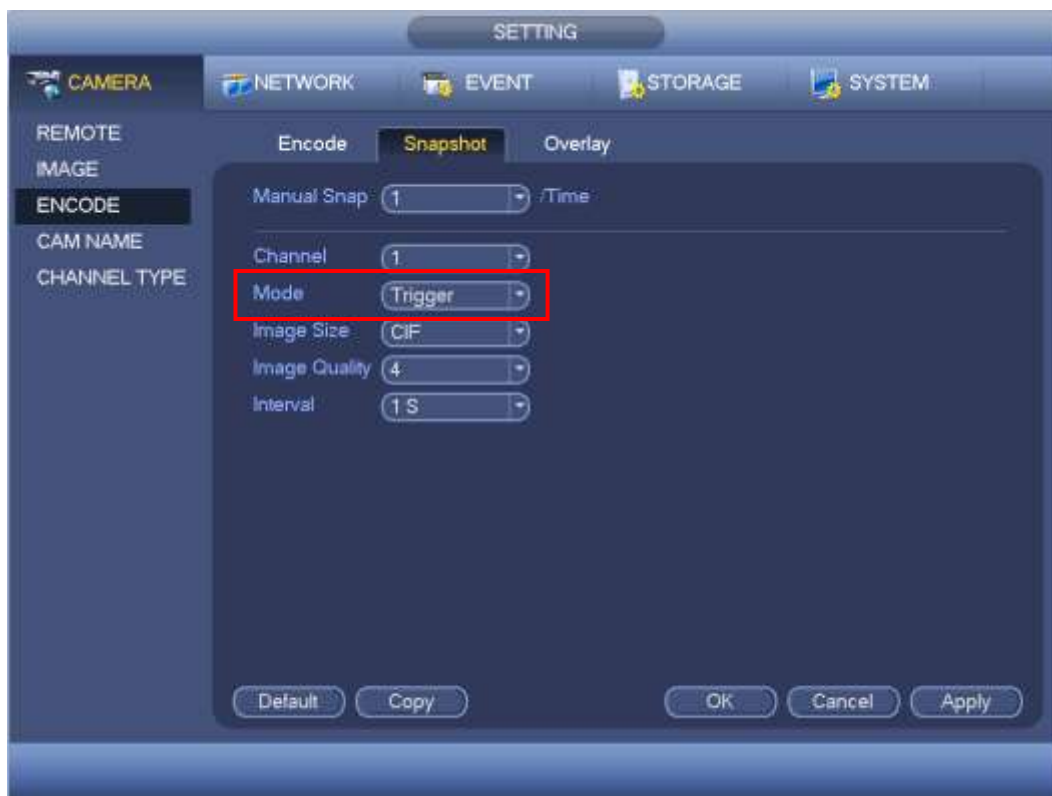 SETTING
CAMERA NETWORK EVENT STORAGE SYSTEM
REMOTE
IMAGE
ENCODE
CAM NAME
CHANNEL TYPE
Encode Snapshot Overlay
Manual Snap 1 /Time
Channel 1
Mode Trigger
Image Size CIF
Image Quality 4
Interval 1 S
Default Copy OK Cancel Apply